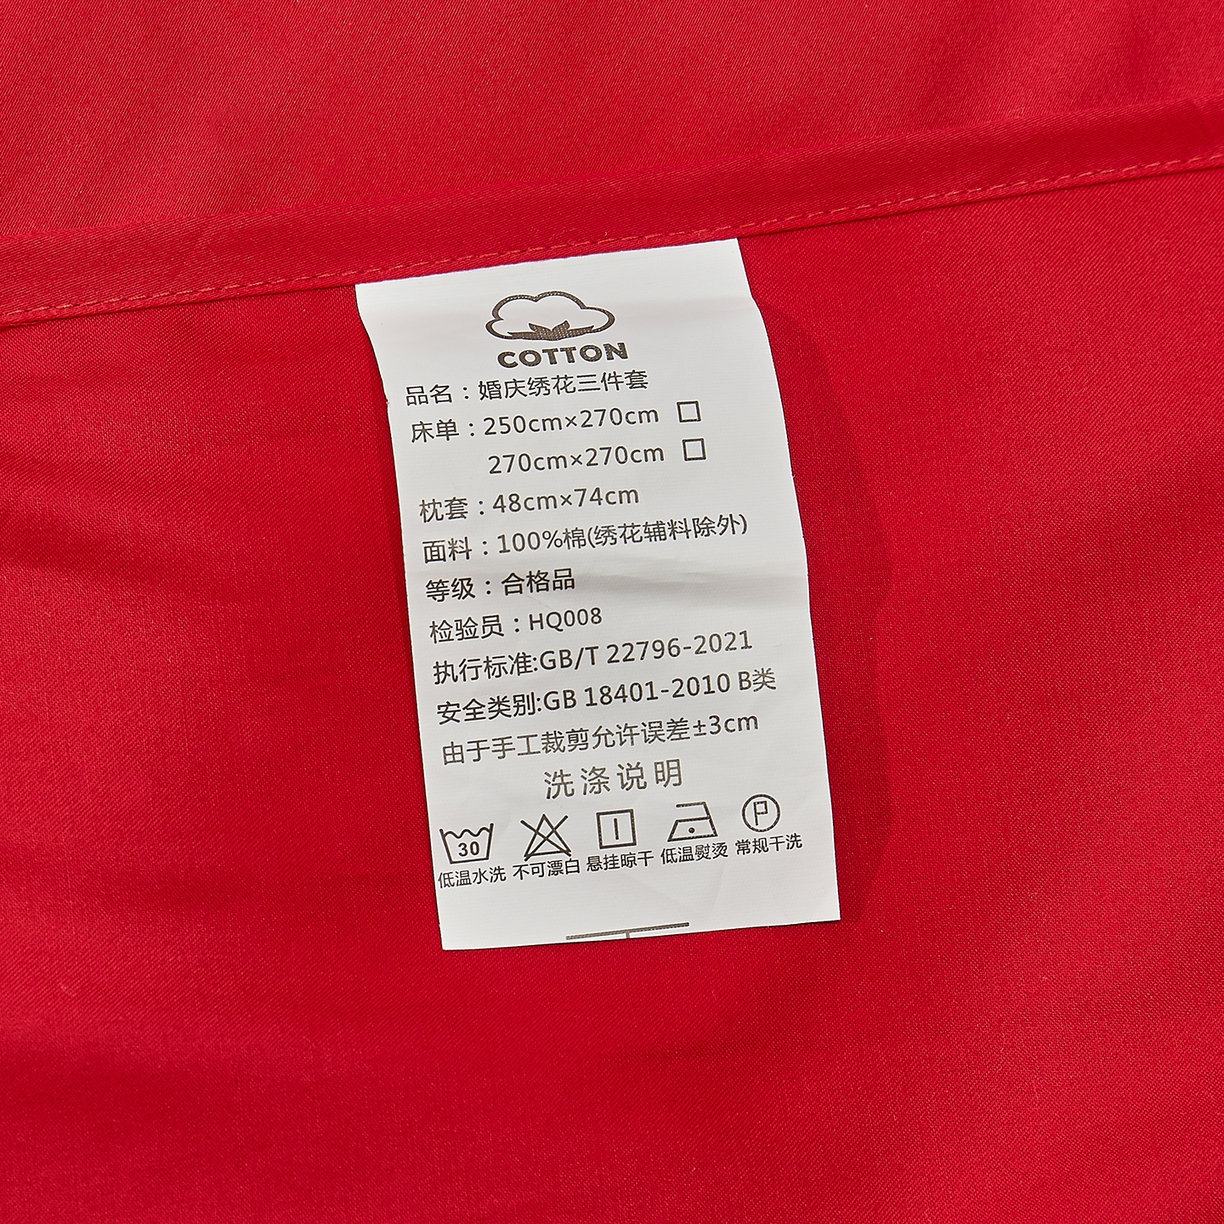 COTTON
品名：婚庆绣花三件套
床单：250cm×270cm □
270cm×270cm □
枕套：48cm×74cm
面料：100%棉(绣花辅料除外)
等级：合格品
检验员：HQ008
执行标准:GB/T 22796-2021
安全类别:GB 18401-2010 B类
由于手工裁剪允许误差±3cm
洗涤说明
30 P
低温水洗 不可漂白 悬挂晾干 低温熨烫 常规干洗